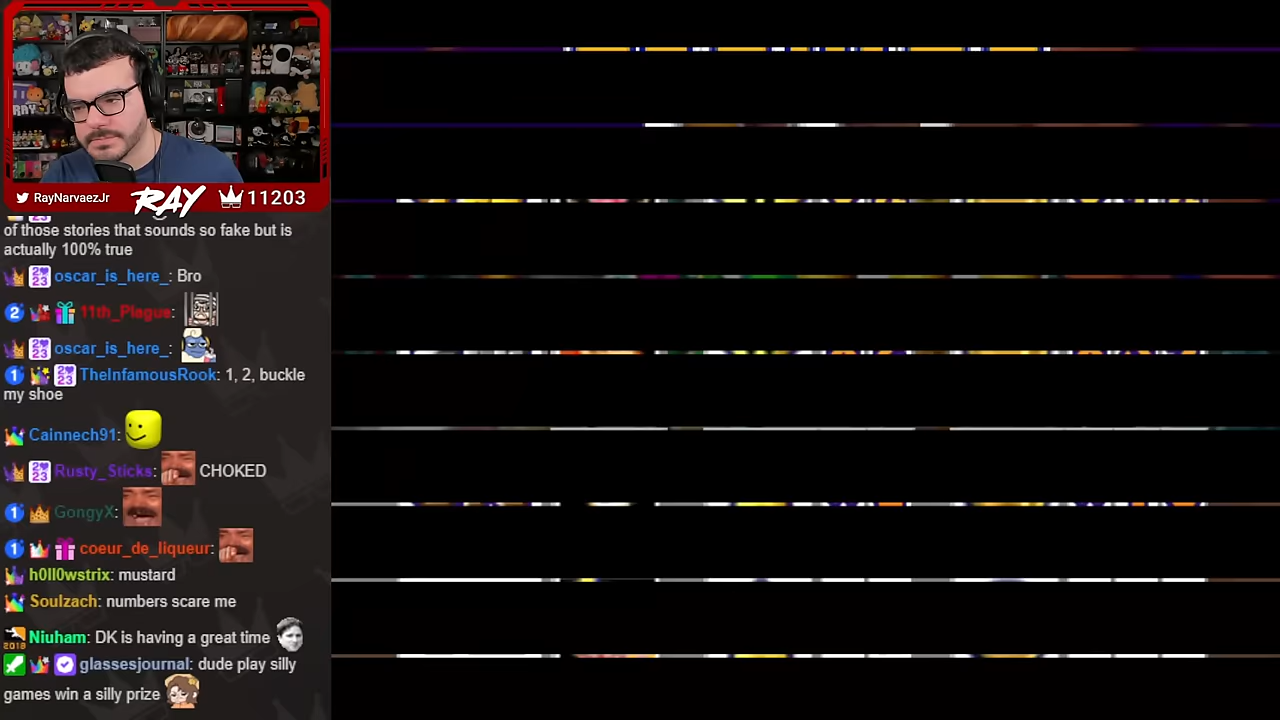 RayNarvaezJr RAY 11203
of those stories that sounds so fake but is
actually 100% true
oscar_is_here_: Bro
2 11th_Plague:
oscar_is_here_:
1 TheInfamousRook: 1, 2, buckle
my shoe
Cainnech91:
Rusty_Sticks: CHOKED
1 GongyX:
1 coeur_de_liqueur:
h0ll0wstrix: mustard
Soulzach: numbers scare me
2018 Niuham: DK is having a great time
glassesjournal: dude play silly
games win a silly prize